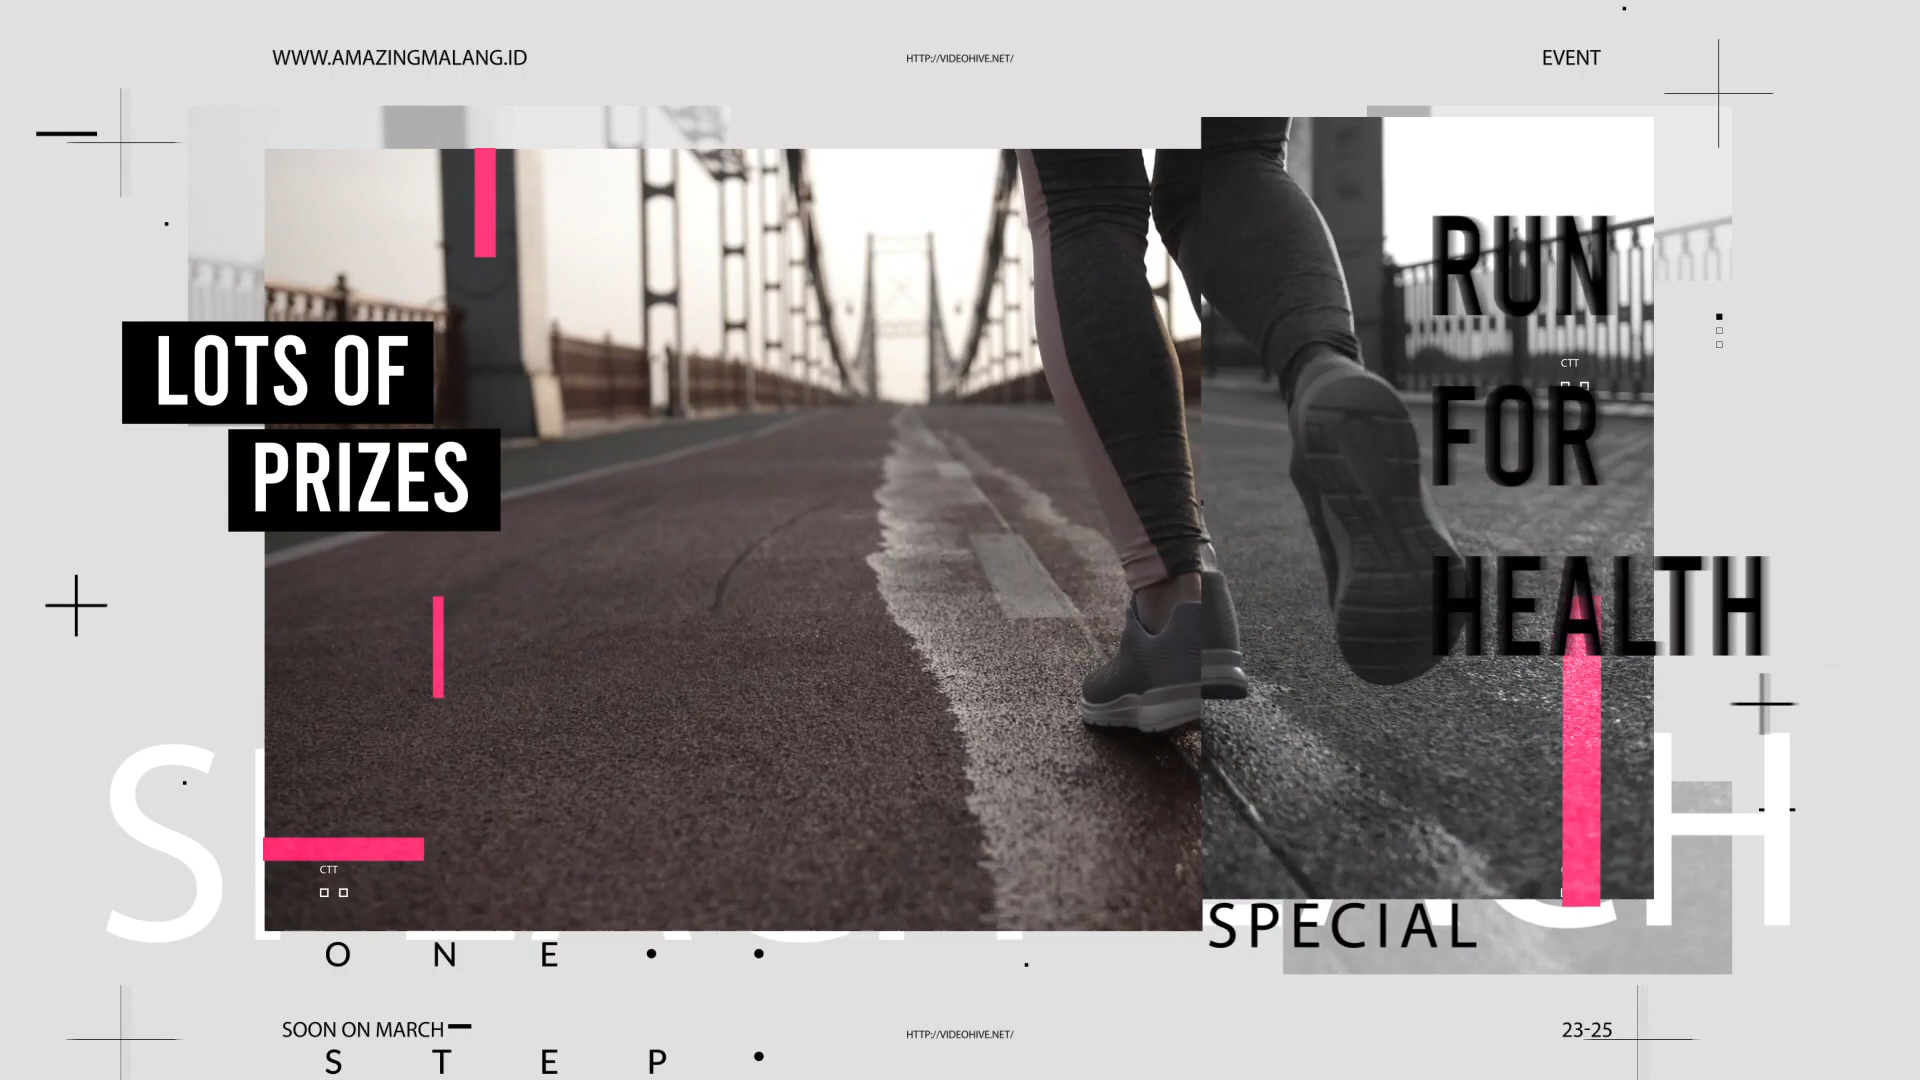 WWW.AMAZINGMALANG.ID
HTTP://VIDEOHIVE.NET/
EVENT
LOTS OF
PRIZES
RUN
FOR
HEALTH
CTT
CTT
SPECIAL
O N E • •
SOON ON MARCH
HTTP://VIDEOHIVE.NET/
23-25
S T E P •